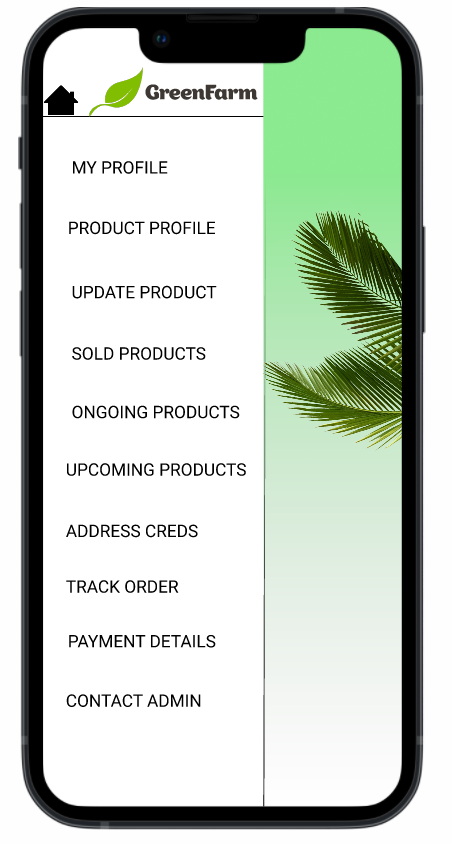 GreenFarm
MY PROFILE
PRODUCT PROFILE
UPDATE PRODUCT
SOLD PRODUCTS
ONGOING PRODUCTS
UPCOMING PRODUCTS
ADDRESS CREDS
TRACK ORDER
PAYMENT DETAILS
CONTACT ADMIN